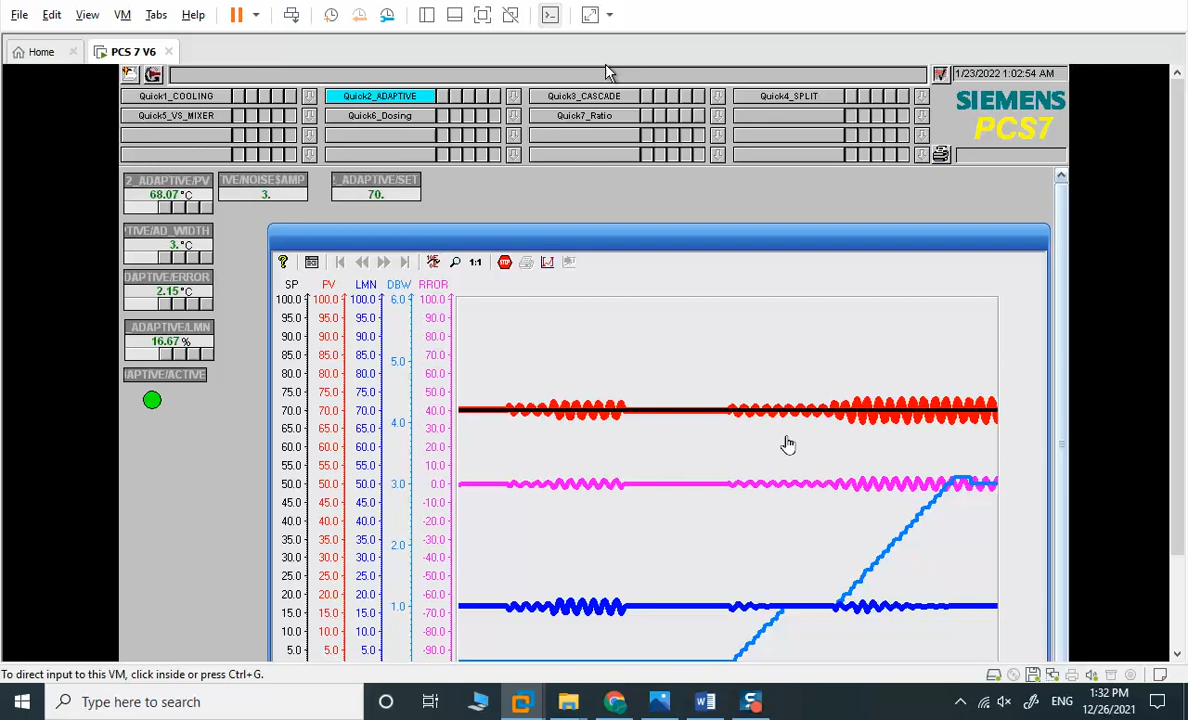 File Edit View VM Tabs Help
Home PCS 7 V6
1/23/2022 1:02:54 AM
Quick1_COOLING Quick2_ADAPTIVE Quick3_CASCADE Quick4_SPLIT
Quick5_VS_MIXER Quick6_Dosing Quick7_Ratio
SIEMENS
PCS7
2_ADAPTIVE/PV IVE/NOISE$AMP !_ADAPTIVE/SET
68.07 °C 3. 70.
TIVE/AD_WIDTH
3. °C
DAPTIVE/ERROR
2.15 °C
ADAPTIVE/LMN
16.67 %
APTIVE/ACTIVE
1:1 STOP
SP PV LMN DBW RROR
100.0 100.0 100.0 6.0 100.0
95.0 95.0 95.0 90.0
90.0 90.0 90.0 80.0
85.0 85.0 85.0 5.0 70.0
80.0 80.0 80.0 60.0
75.0 75.0 75.0 50.0
70.0 70.0 70.0 40.0
65.0 65.0 65.0 4.0 30.0
60.0 60.0 60.0 20.0
55.0 55.0 55.0 10.0
50.0 50.0 50.0 3.0 0.0
45.0 45.0 45.0 -10.0
40.0 40.0 40.0 -20.0
35.0 35.0 35.0 2.0 -30.0
30.0 30.0 30.0 -40.0
25.0 25.0 25.0 -50.0
20.0 20.0 20.0 -60.0
15.0 15.0 15.0 1.0 -70.0
10.0 10.0 10.0 -80.0
5.0 5.0 5.0 -90.0
To direct input to this VM, click inside or press Ctrl+G.
Type here to search
ENG
1:32 PM
12/26/2021